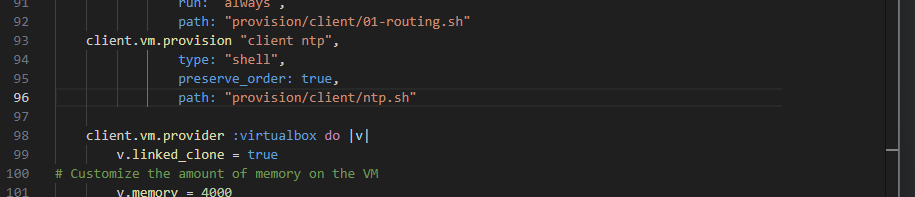 91 run: "always",
92 path: "provision/client/01-routing.sh"
93 client.vm.provision "client ntp",
94 type: "shell",
95 preserve_order: true,
96 path: "provision/client/ntp.sh"
97
98 client.vm.provider :virtualbox do |v|
99 v.linked_clone = true
100 # Customize the amount of memory on the VM
101 v.memory = 4000